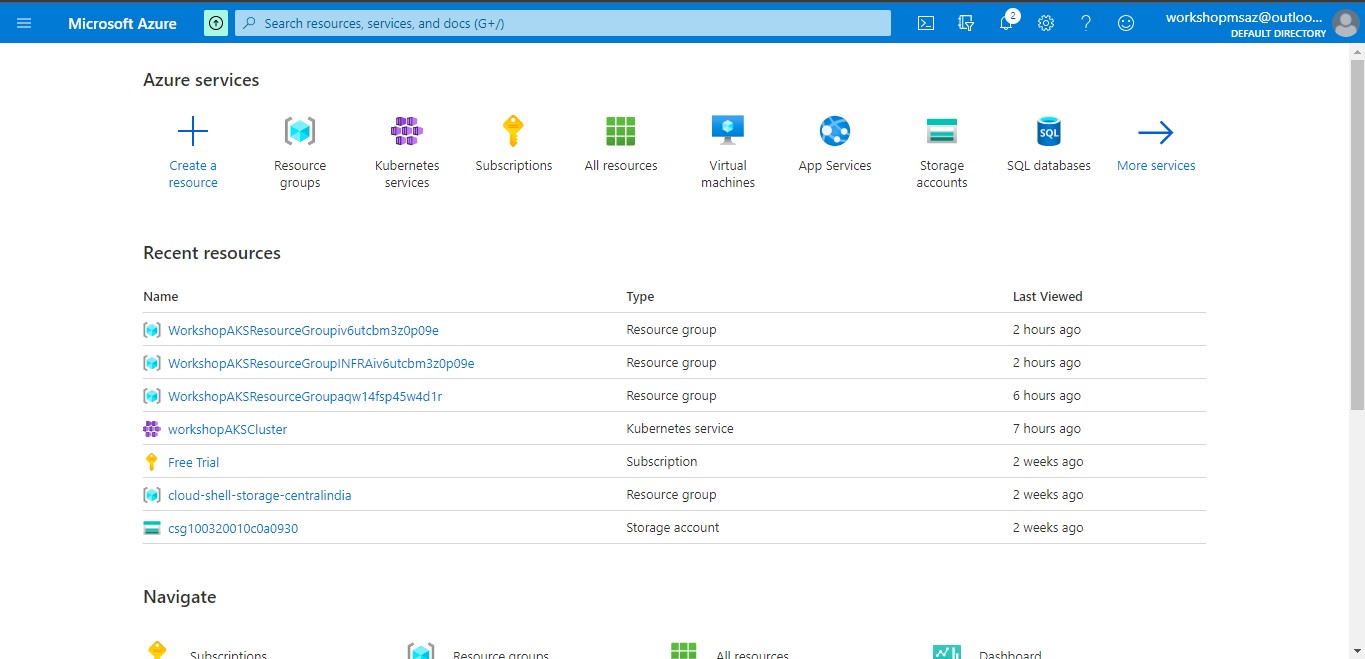 Microsoft Azure
Search resources, services, and docs (G+/)
2
workshopmsaz@outloo...
DEFAULT DIRECTORY
Azure services
Create a
resource
Resource
groups
Kubernetes
services
Subscriptions
All resources
Virtual
machines
App Services
Storage
accounts
SQL
SQL databases
More services
Recent resources
Name Type Last Viewed
WorkshopAKSResourceGroupiv6utcbm3z0p09e Resource group 2 hours ago
WorkshopAKSResourceGroupINFRAiv6utcbm3z0p09e Resource group 2 hours ago
WorkshopAKSResourceGroupaqw14fsp45w4d1r Resource group 6 hours ago
workshopAKSCluster Kubernetes service 7 hours ago
Free Trial Subscription 2 weeks ago
cloud-shell-storage-centralindia Resource group 2 weeks ago
csg100320010c0a0930 Storage account 2 weeks ago
Navigate
Subscriptions Resource groups All resources Dashboard